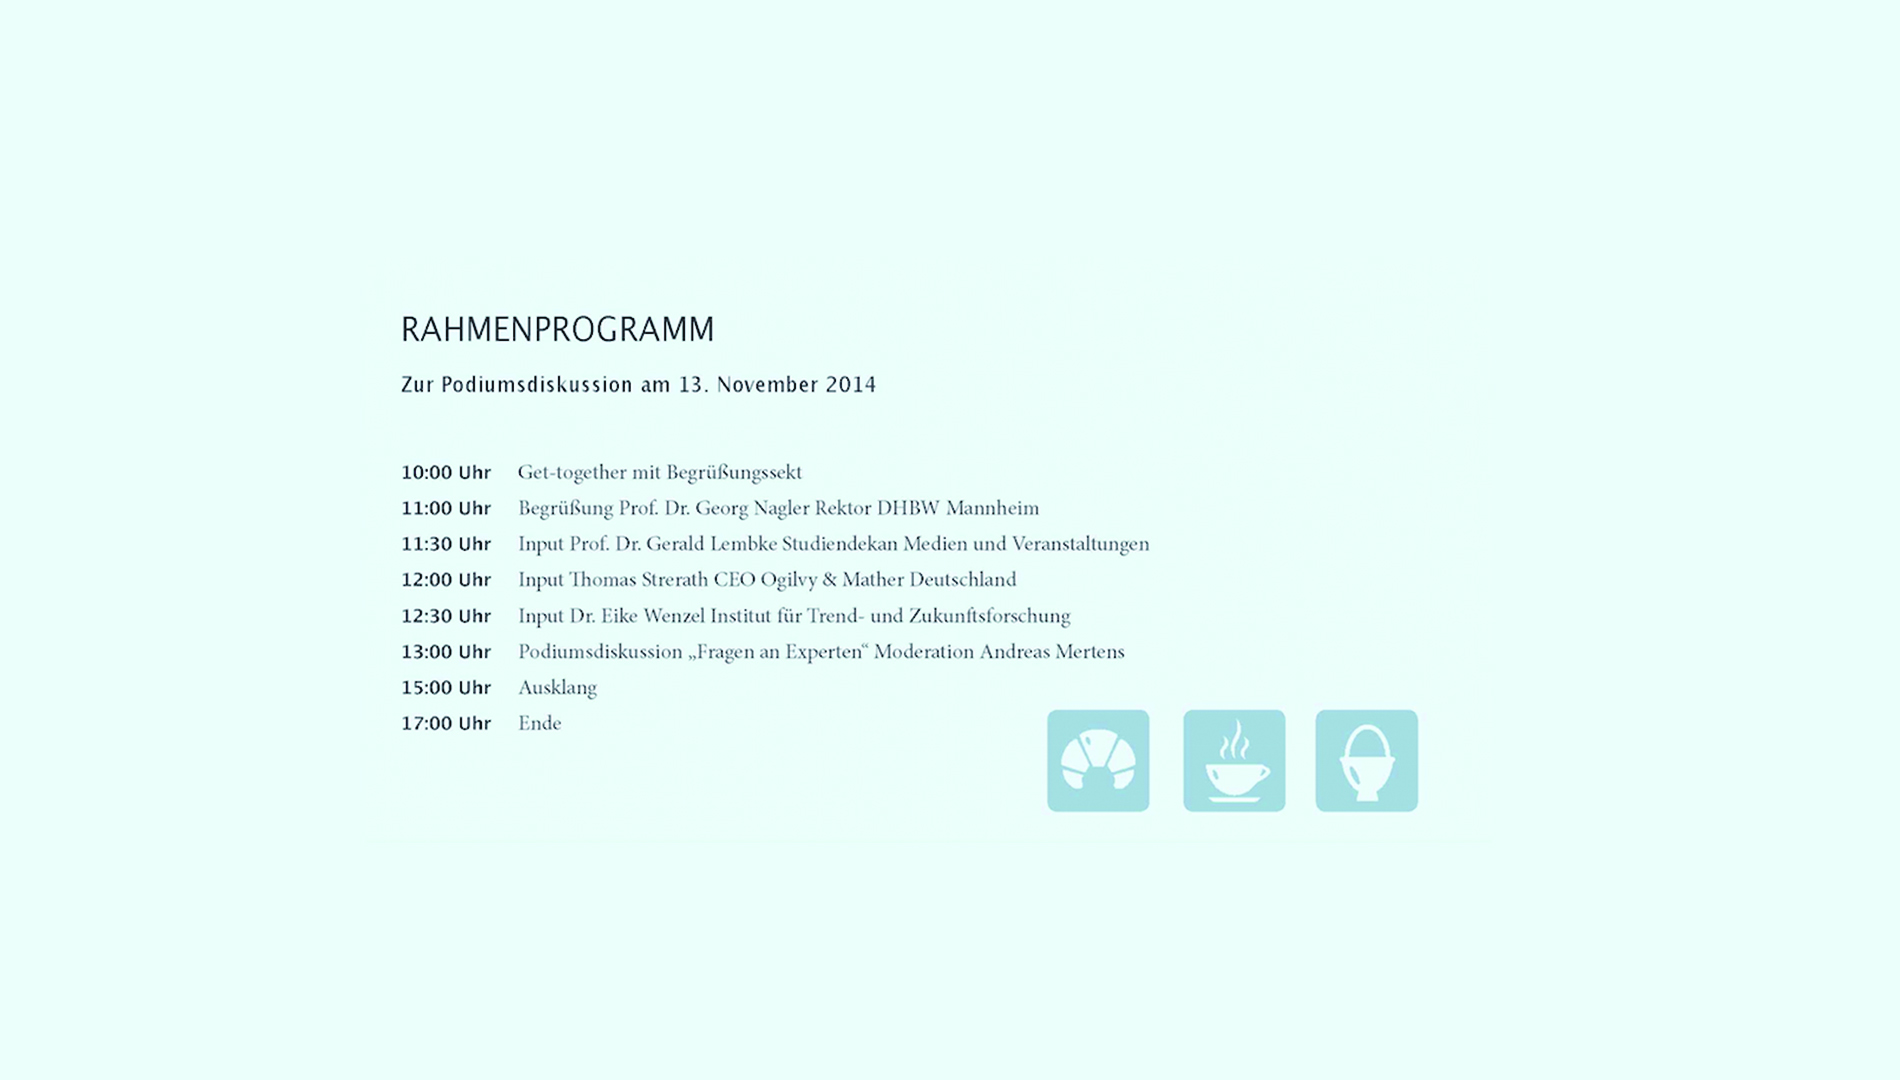 RAHMENPROGRAMM
Zur Podiumsdiskussion am 13. November 2014
10:00 Uhr Get-together mit Begrüßungssekt
11:00 Uhr Begrüßung Prof. Dr. Georg Nagler Rektor DHBW Mannheim
11:30 Uhr Input Prof. Dr. Gerald Lembke Studiendekan Medien und Veranstaltungen
12:00 Uhr Input Thomas Strerath CEO Ogilvy & Mather Deutschland
12:30 Uhr Input Dr. Eike Wenzel Institut für Trend- und Zukunftsforschung
13:00 Uhr Podiumsdiskussion „Fragen an Experten“ Moderation Andreas Mertens
15:00 Uhr Ausklang
17:00 Uhr Ende